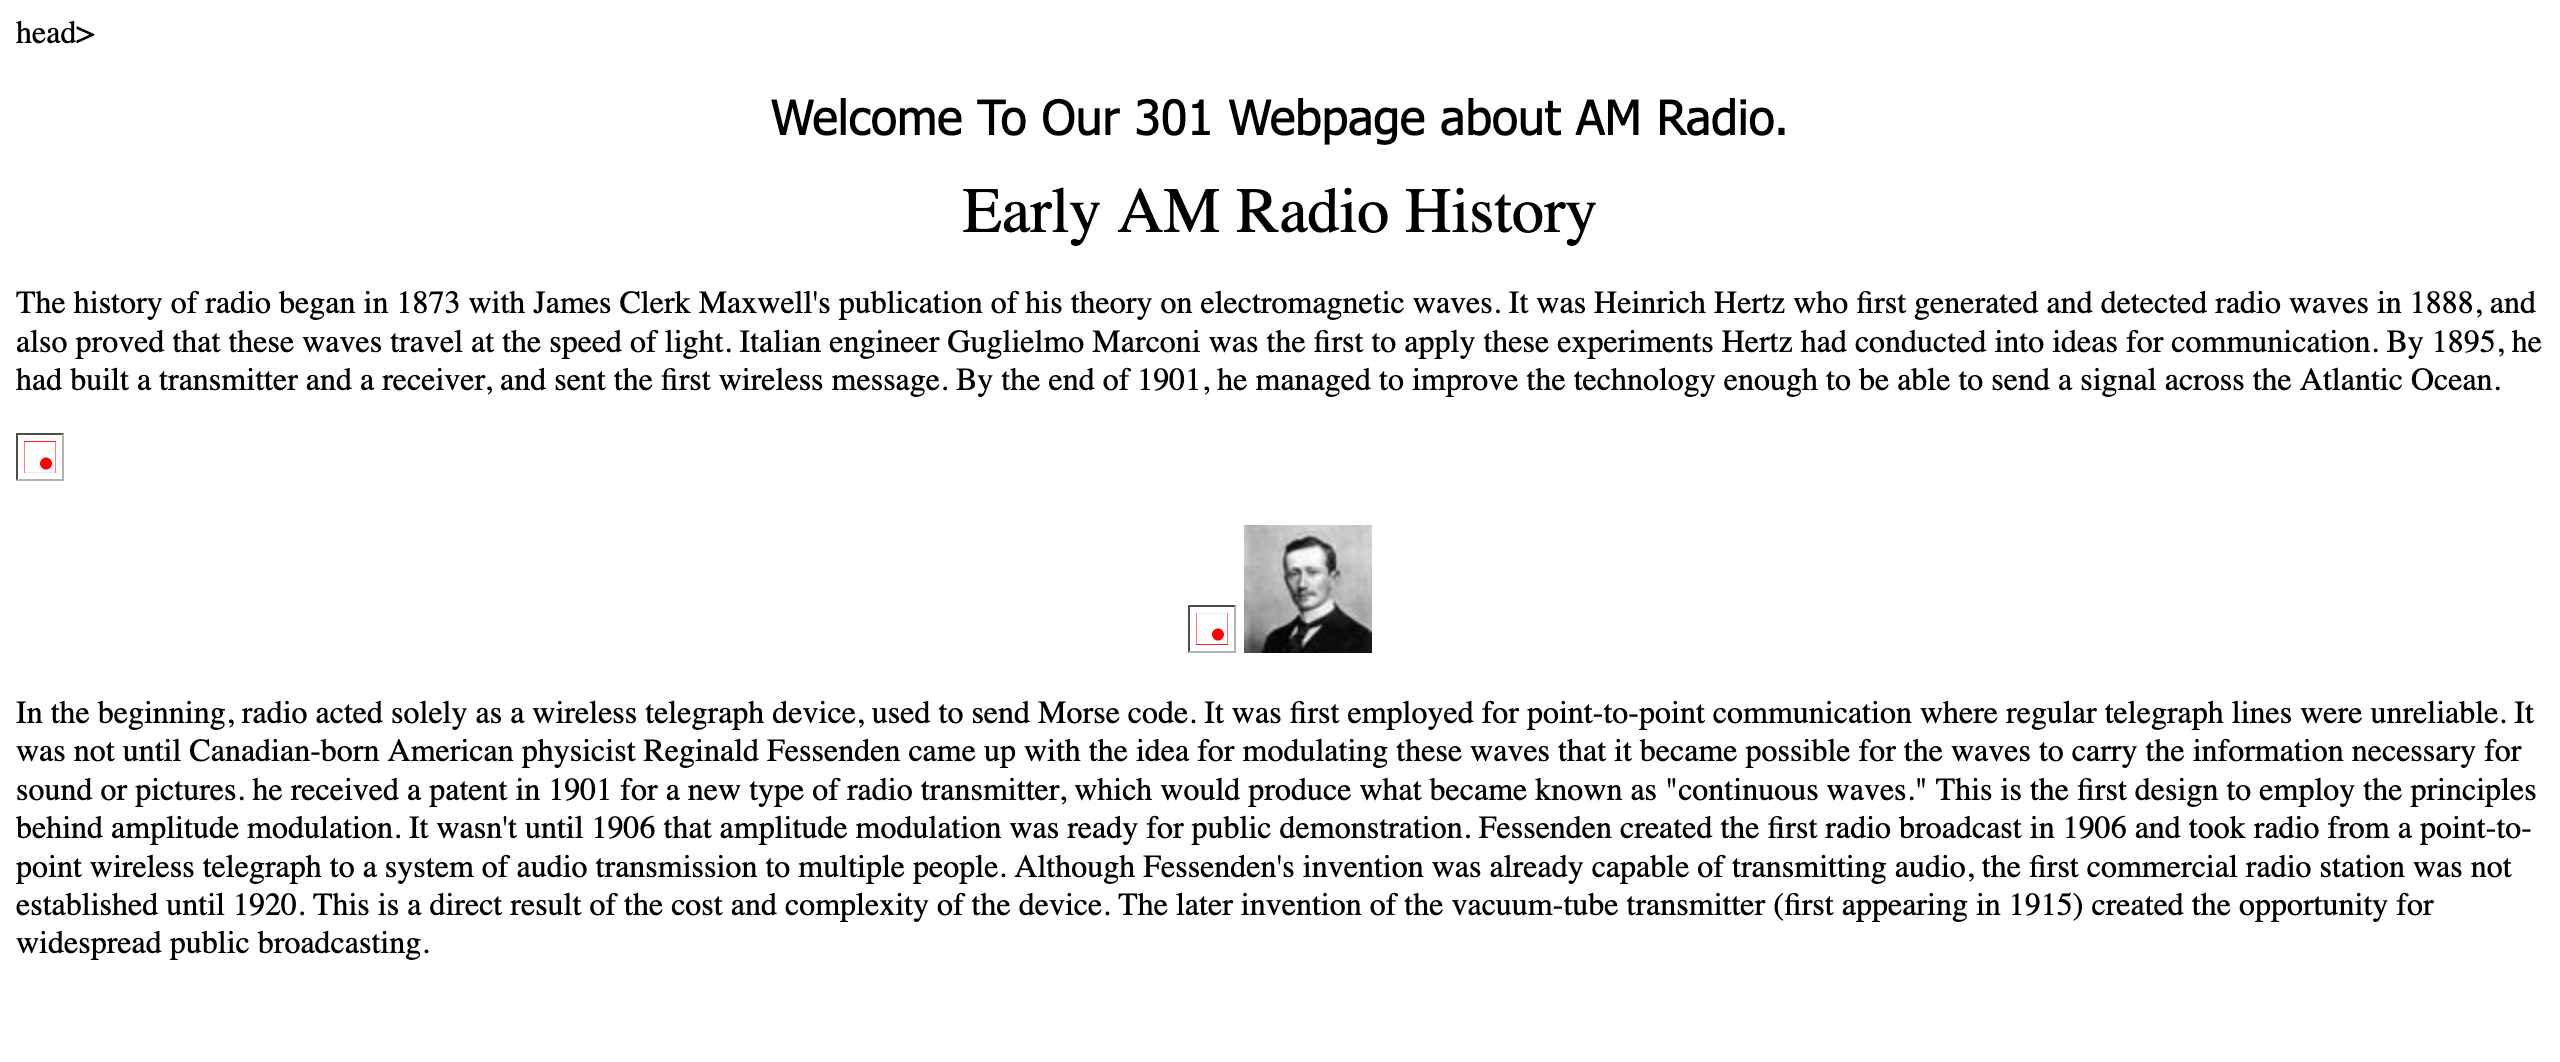 head>
Welcome To Our 301 Webpage about AM Radio.
Early AM Radio History
The history of radio began in 1873 with James Clerk Maxwell's publication of his theory on electromagnetic waves. It was Heinrich Hertz who first generated and detected radio waves in 1888, and
also proved that these waves travel at the speed of light. Italian engineer Guglielmo Marconi was the first to apply these experiments Hertz had conducted into ideas for communication. By 1895, he
had built a transmitter and a receiver, and sent the first wireless message. By the end of 1901, he managed to improve the technology enough to be able to send a signal across the Atlantic Ocean.
In the beginning, radio acted solely as a wireless telegraph device, used to send Morse code. It was first employed for point-to-point communication where regular telegraph lines were unreliable. It
was not until Canadian-born American physicist Reginald Fessenden came up with the idea for modulating these waves that it became possible for the waves to carry the information necessary for
sound or pictures. he received a patent in 1901 for a new type of radio transmitter, which would produce what became known as "continuous waves." This is the first design to employ the principles
behind amplitude modulation. It wasn't until 1906 that amplitude modulation was ready for public demonstration. Fessenden created the first radio broadcast in 1906 and took radio from a point-to-
point wireless telegraph to a system of audio transmission to multiple people. Although Fessenden's invention was already capable of transmitting audio, the first commercial radio station was not
established until 1920. This is a direct result of the cost and complexity of the device. The later invention of the vacuum-tube transmitter (first appearing in 1915) created the opportunity for
widespread public broadcasting.